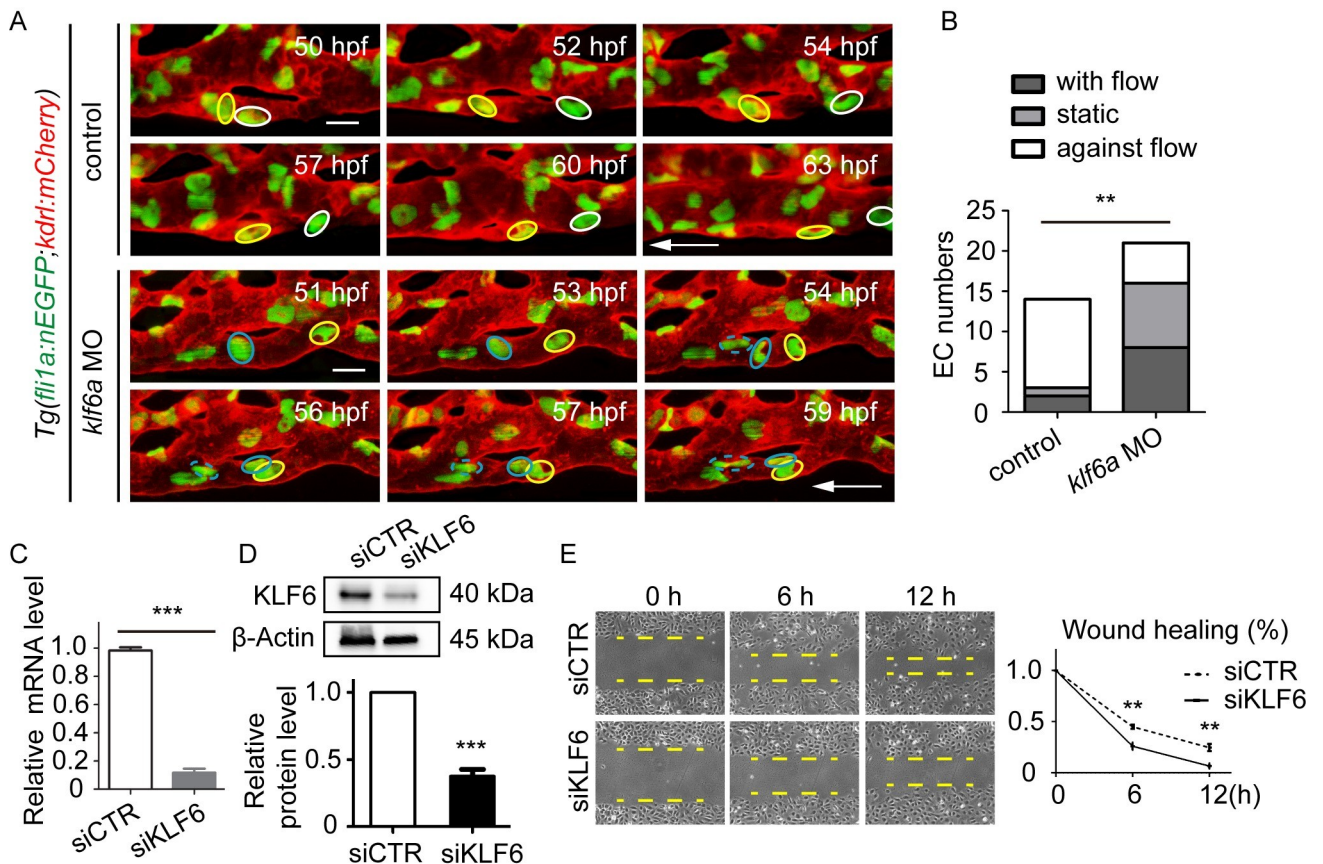 A
Tg(fli1a:nEGFP;kdrl:mCherry)
control
50 hpf
52 hpf
54 hpf
57 hpf
60 hpf
63 hpf
klf6a MO
51 hpf
53 hpf
54 hpf
56 hpf
57 hpf
59 hpf
B
with flow
static
against flow
EC numbers
25
20
15
10
5
0
**
control
klf6a MO
C
Relative mRNA level
1.0
0.8
0.6
0.4
0.2
0
***
siCTR
siKLF6
D
siCTR
siKLF6
KLF6
40 kDa
β-Actin
45 kDa
Relative
protein level
1.0
0.5
0
***
siCTR
siKLF6
E
0 h
6 h
12 h
siCTR
siKLF6
Wound healing (%)
siCTR
siKLF6
1.0
0.5
0
**
**
0
6
12(h)